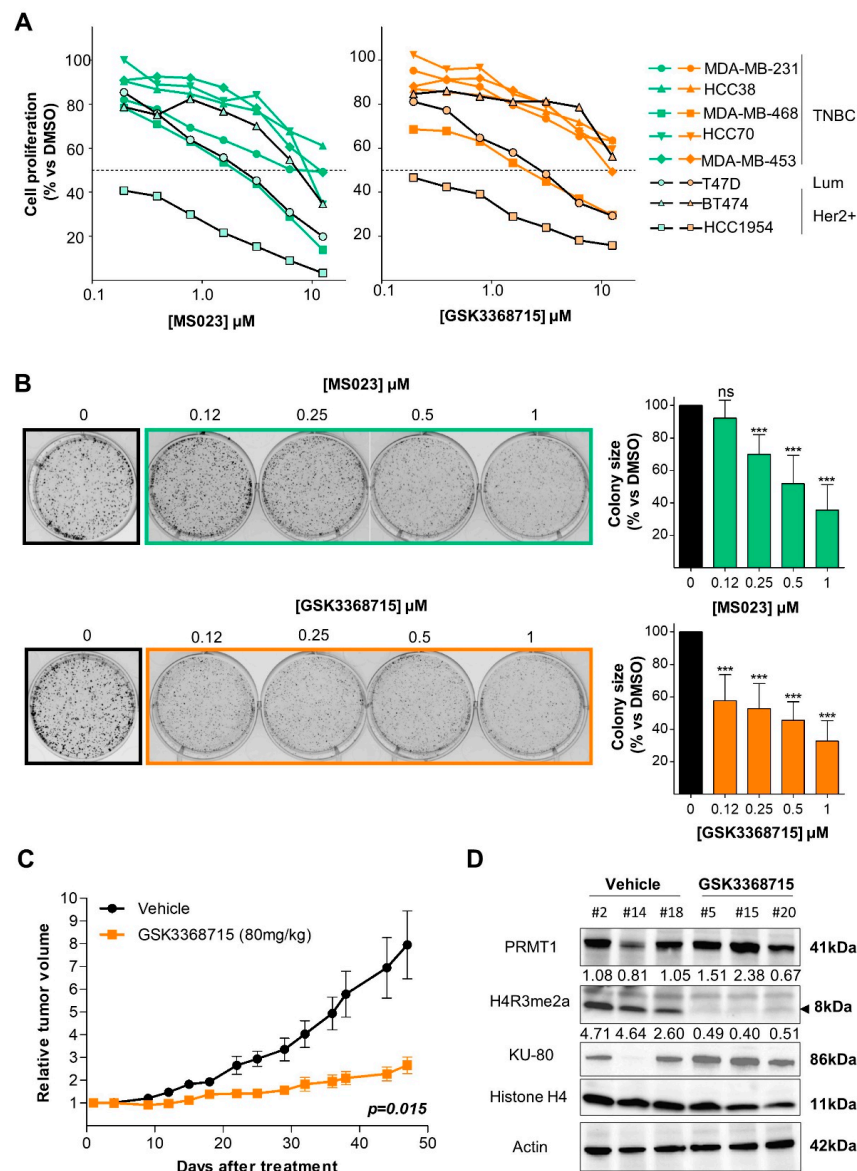 A
Cell proliferation
(% vs DMSO)
100
80
60
40
20
0.1
1.0
10
[MS023] µM
100
80
60
40
20
0.1
1.0
10
[GSK3368715] µM
MDA-MB-231
HCC38
MDA-MB-468
HCC70
MDA-MB-453
TNBC
T47D
Lum
BT474
HCC1954
Her2+
B
[MS023] µM
0 0.12 0.25 0.5 1
Colony size
(% vs DMSO)
100
80
60
40
20
ns *** *** ***
0 0.12 0.25 0.5 1
[MS023] µM
[GSK3368715] µM
0 0.12 0.25 0.5 1
Colony size
(% vs DMSO)
100
80
60
40
20
*** *** *** ***
0 0.12 0.25 0.5 1
[GSK3368715] µM
C
Relative tumor volume
10
9
8
7
6
5
4
3
2
1
0
Vehicle
GSK3368715 (80mg/kg)
p=0.015
0 10 20 30 40 50
Days after treatment
D
Vehicle GSK3368715
#2 #14 #18 #5 #15 #20
PRMT1 41kDa
1.08 0.81 1.05 1.51 2.38 0.67
H4R3me2a 8kDa
4.71 4.64 2.60 0.49 0.40 0.51
KU-80 86kDa
Histone H4 11kDa
Actin 42kDa